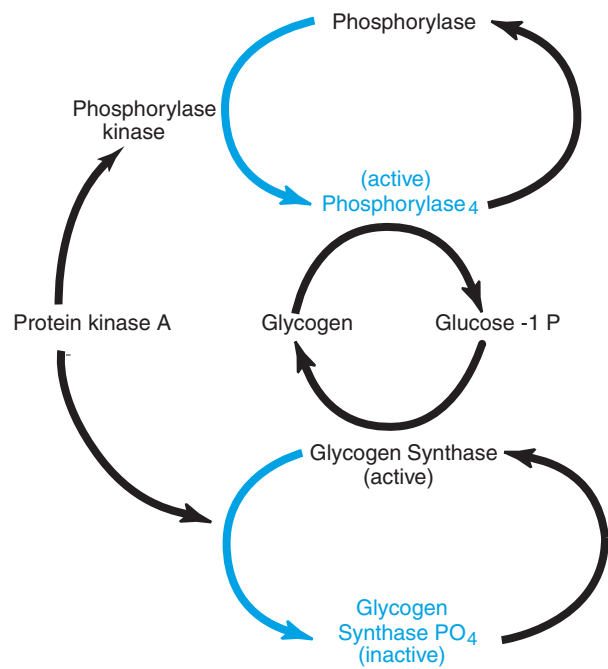 Phosphorylase
Phosphorylase
kinase
(active)
Phosphorylase₄
Protein kinase A
Glycogen
Glucose -1 P
Glycogen Synthase
(active)
Glycogen
Synthase PO₄
(inactive)